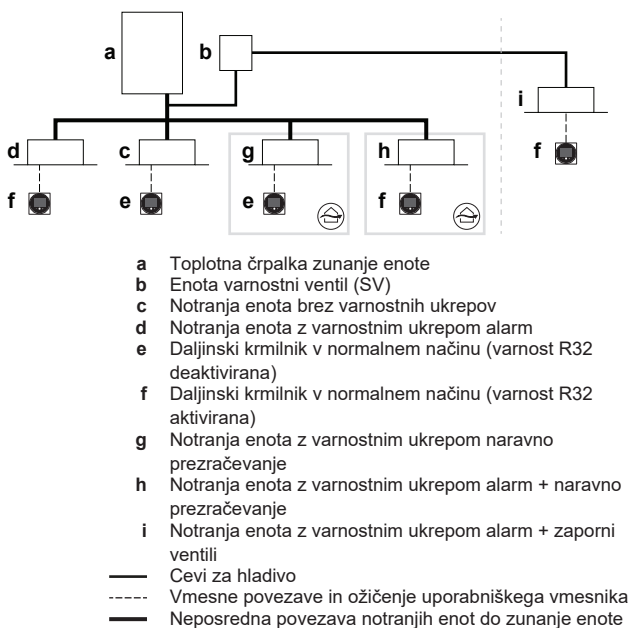 a
b
i
d
c
g
h
f
f
e
e
f
a Toplotna črpalka zunanje enote
b Enota varnostni ventil (SV)
c Notranja enota brez varnostnih ukrepov
d Notranja enota z varnostnim ukrepom alarm
e Daljinski krmilnik v normalnem načinu (varnost R32
deaktivirana)
f Daljinski krmilnik v normalnem načinu (varnost R32
aktivirana)
g Notranja enota z varnostnim ukrepom naravno
prezračevanje
h Notranja enota z varnostnim ukrepom alarm + naravno
prezračevanje
i Notranja enota z varnostnim ukrepom alarm + zaporni
ventili
Cevi za hladivo
Vmesne povezave in ožičenje uporabniškega vmesnika
Neposredna povezava notranjih enot do zunanje enote